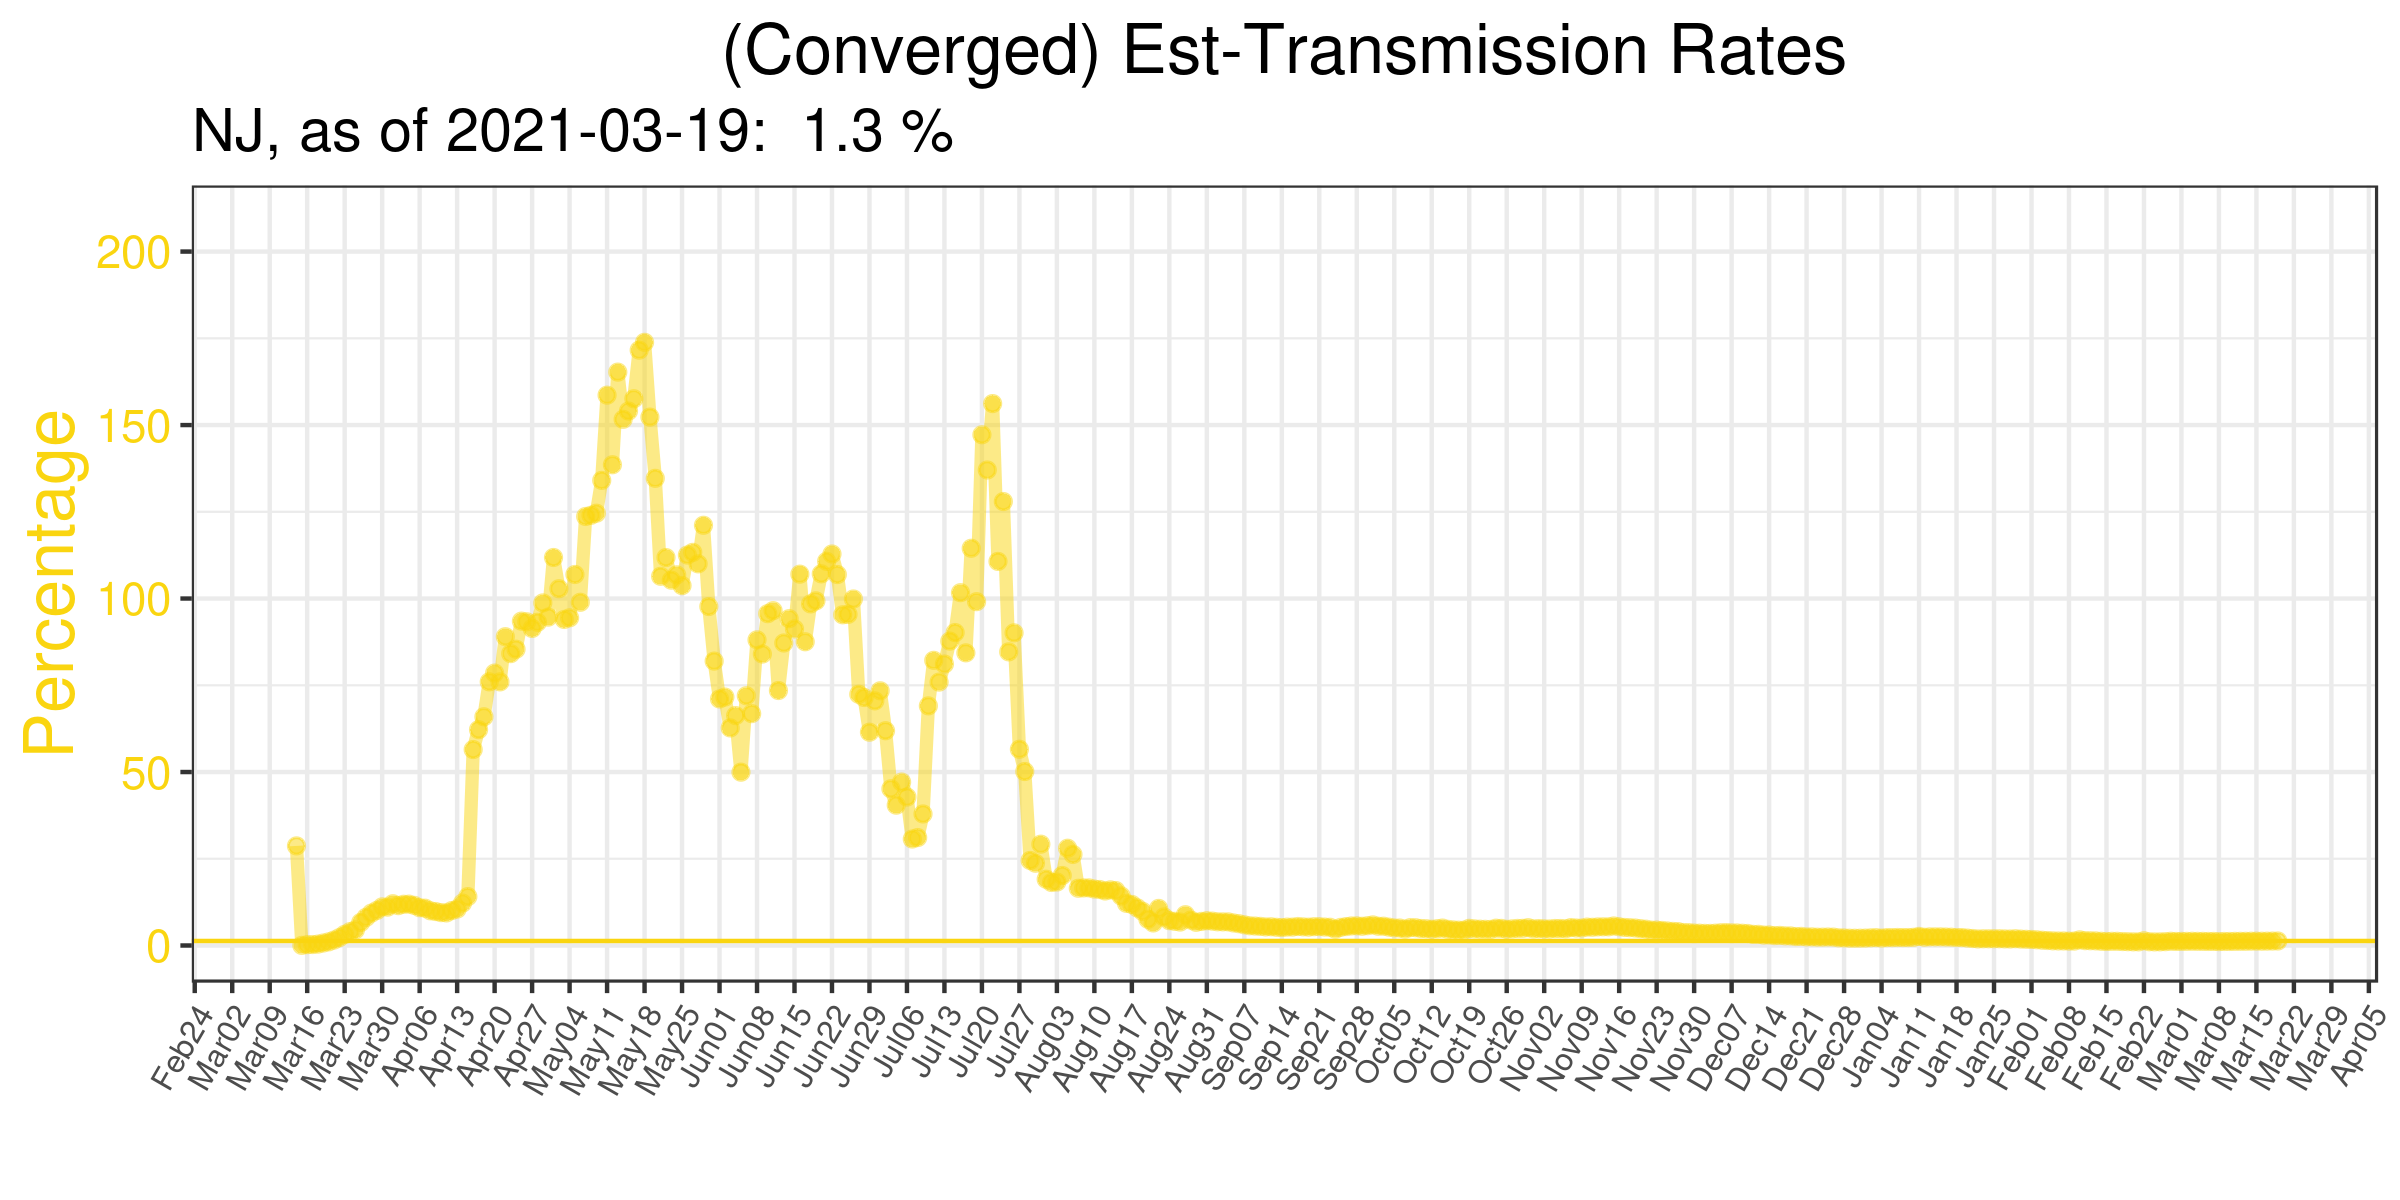 (Converged) Est-Transmission Rates
NJ, as of 2021-03-19:  1.3 %
Percentage
200
150
100
50
0
Feb24
Mar02
Mar09
Mar16
Mar23
Mar30
Apr06
Apr13
Apr20
Apr27
May04
May11
May18
May25
Jun01
Jun08
Jun15
Jun22
Jun29
Jul06
Jul13
Jul20
Jul27
Aug03
Aug10
Aug17
Aug24
Aug31
Sep07
Sep14
Sep21
Sep28
Oct05
Oct12
Oct19
Oct26
Nov02
Nov09
Nov16
Nov23
Nov30
Dec07
Dec14
Dec21
Dec28
Jan04
Jan11
Jan18
Jan25
Feb01
Feb08
Feb15
Feb22
Mar01
Mar08
Mar15
Mar22
Mar29
Apr05